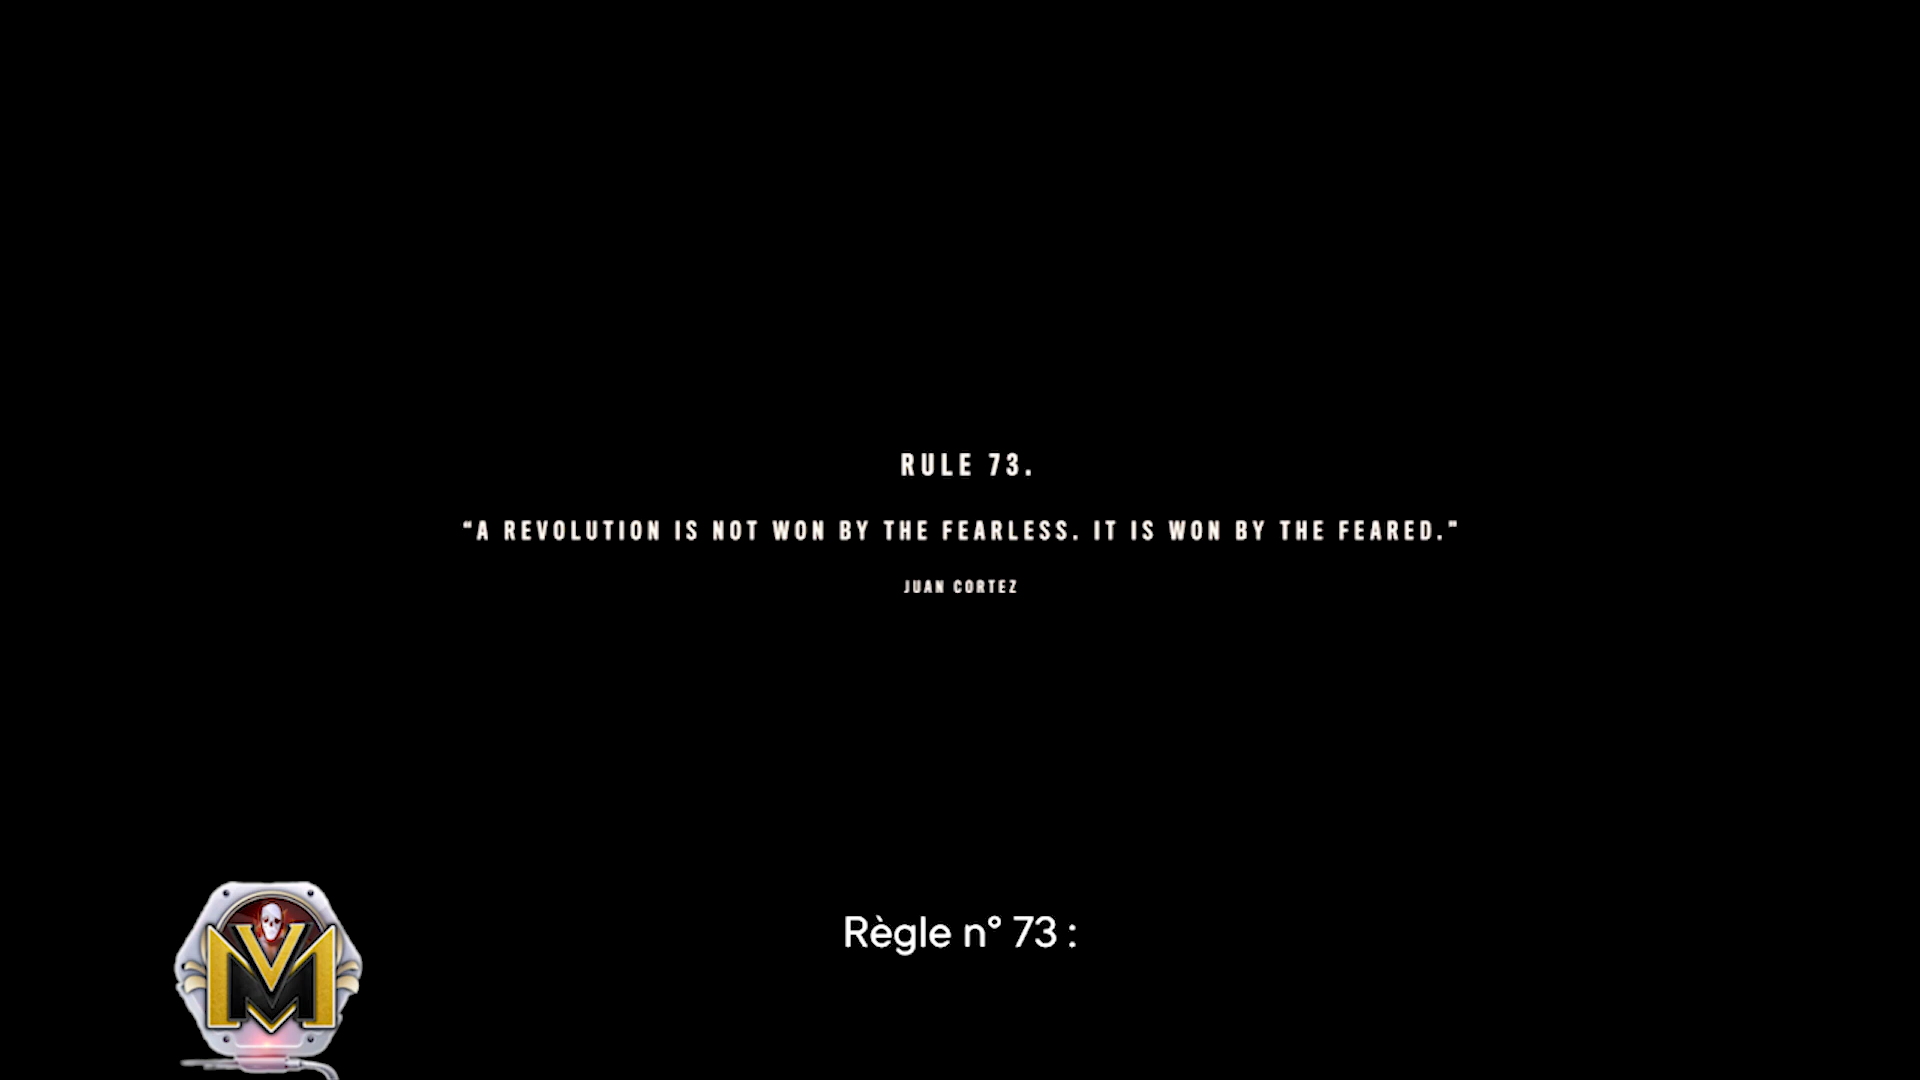 RULE 73.
“A REVOLUTION IS NOT WON BY THE FEARLESS. IT IS WON BY THE FEARED.”
JUAN CORTEZ
Règle n° 73 :
VM